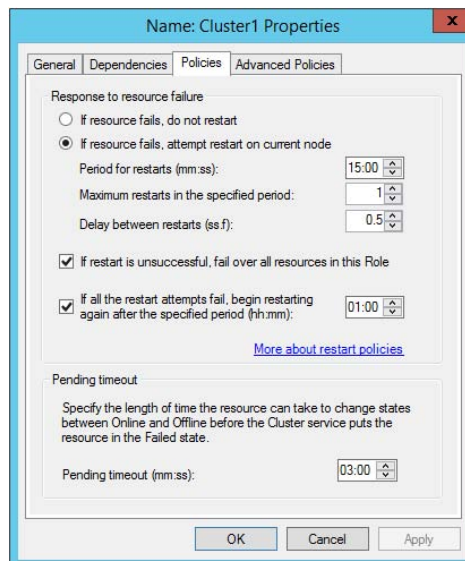 Name: Cluster1 Properties
x
General Dependencies Policies Advanced Policies
Response to resource failure
If resource fails, do not restart
If resource fails, attempt restart on current node
Period for restarts (mm:ss): 15:00
Maximum restarts in the specified period: 1
Delay between restarts (ss.f): 0.5
If restart is unsuccessful, fail over all resources in this Role
If all the restart attempts fail, begin restarting
again after the specified period (hh:mm): 01:00
More about restart policies
Pending timeout
Specify the length of time the resource can take to change states
between Online and Offline before the Cluster service puts the
resource in the Failed state.
Pending timeout (mm:ss): 03:00
OK Cancel Apply